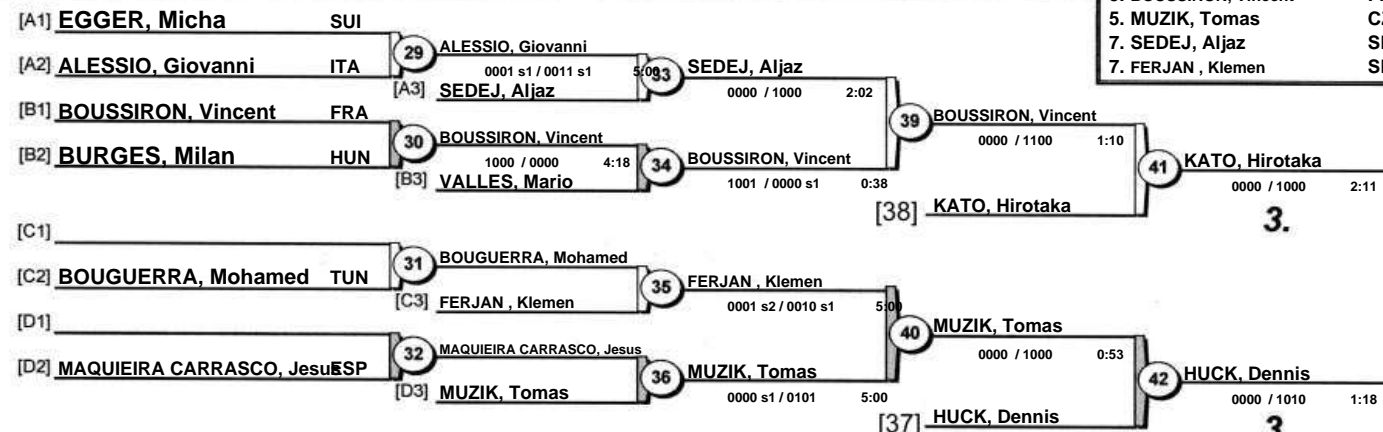 5. MUZIK, Tomas
7. SEDEJ, Aljaz
7. FERJAN , Klemen
[A1] EGGER, Micha SUI
29 ALESSIO, Giovanni
[A2] ALESSIO, Giovanni ITA
0001 s1 / 0011 s1 5:00
33 SEDEJ, Aljaz
[A3] SEDEJ, Aljaz
0000 / 1000 2:02
[B1] BOUSSIRON, Vincent FRA
39 BOUSSIRON, Vincent
30 BOUSSIRON, Vincent
0000 / 1100 1:10
[B2] BURGES, Milan HUN
1000 / 0000 4:18
34 BOUSSIRON, Vincent
41 KATO, Hirotaka
[B3] VALLES, Mario
1001 / 0000 s1 0:38
0000 / 1000 2:11
[38] KATO, Hirotaka
3.
[C1]
31 BOUGUERRA, Mohamed
[C2] BOUGUERRA, Mohamed TUN
35 FERJAN , Klemen
[C3] FERJAN , Klemen
0001 s2 / 0010 s1 5:00
[D1]
40 MUZIK, Tomas
32 MAQUIEIRA CARRASCO, Jesus
0000 / 1000 0:53
[D2] MAQUIEIRA CARRASCO, Jesus ESP
36 MUZIK, Tomas
42 HUCK, Dennis
[D3] MUZIK, Tomas
0000 s1 / 0101 5:00
0000 / 1010 1:18
[37] HUCK, Dennis
3.